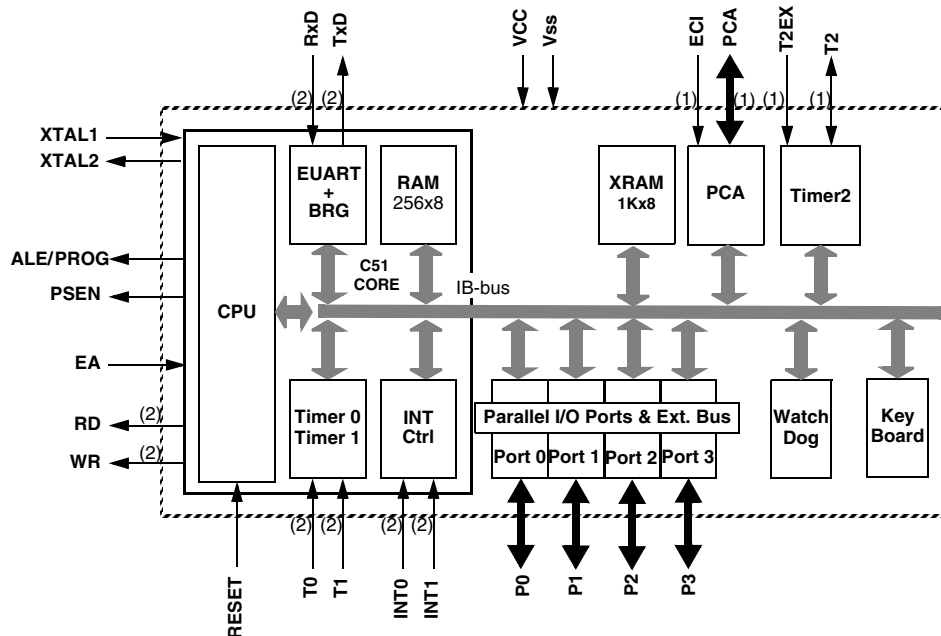 RxD
TxD
VCC
Vss
ECI
PCA
T2EX
T2
(2) (2)
(1) (1) (1) (1)
XTAL1
XTAL2
ALE/PROG
PSEN
EA
RD
(2)
WR
(2)
CPU
EUART
+
BRG
RAM
256x8
C51
CORE
IB-bus
XRAM
1Kx8
PCA
Timer2
Timer 0
Timer 1
INT
Ctrl
Parallel I/O Ports & Ext. Bus
Port 0
Port 1
Port 2
Port 3
Watch
Dog
Key
Board
(2) (2) (2) (2)
RESET
T0
T1
INT0
INT1
P0
P1
P2
P3